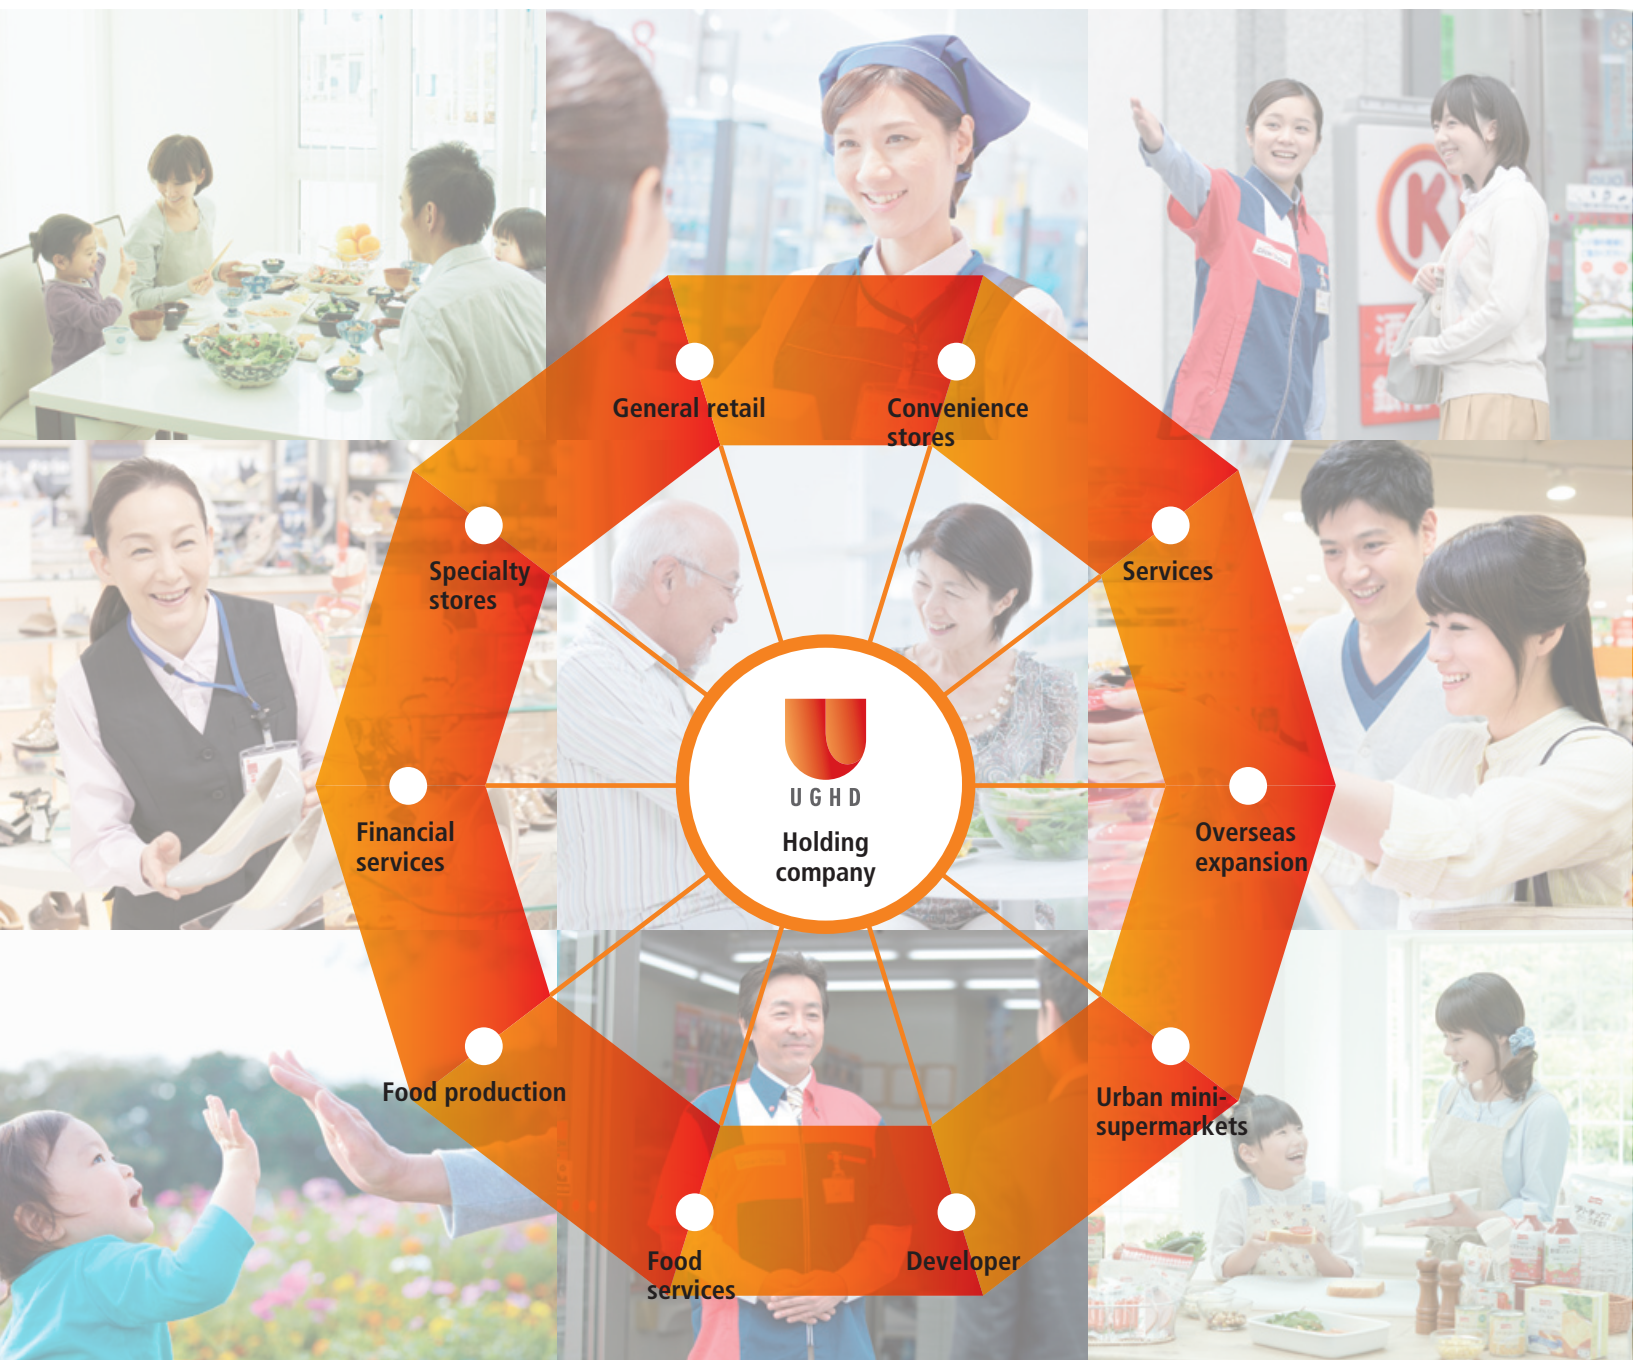 General retail
Convenience
stores
Specialty
stores
Services
UGHD
Holding
company
Financial
services
Overseas
expansion
Food production
Urban mini-
supermarkets
Food
services
Developer
K
酒